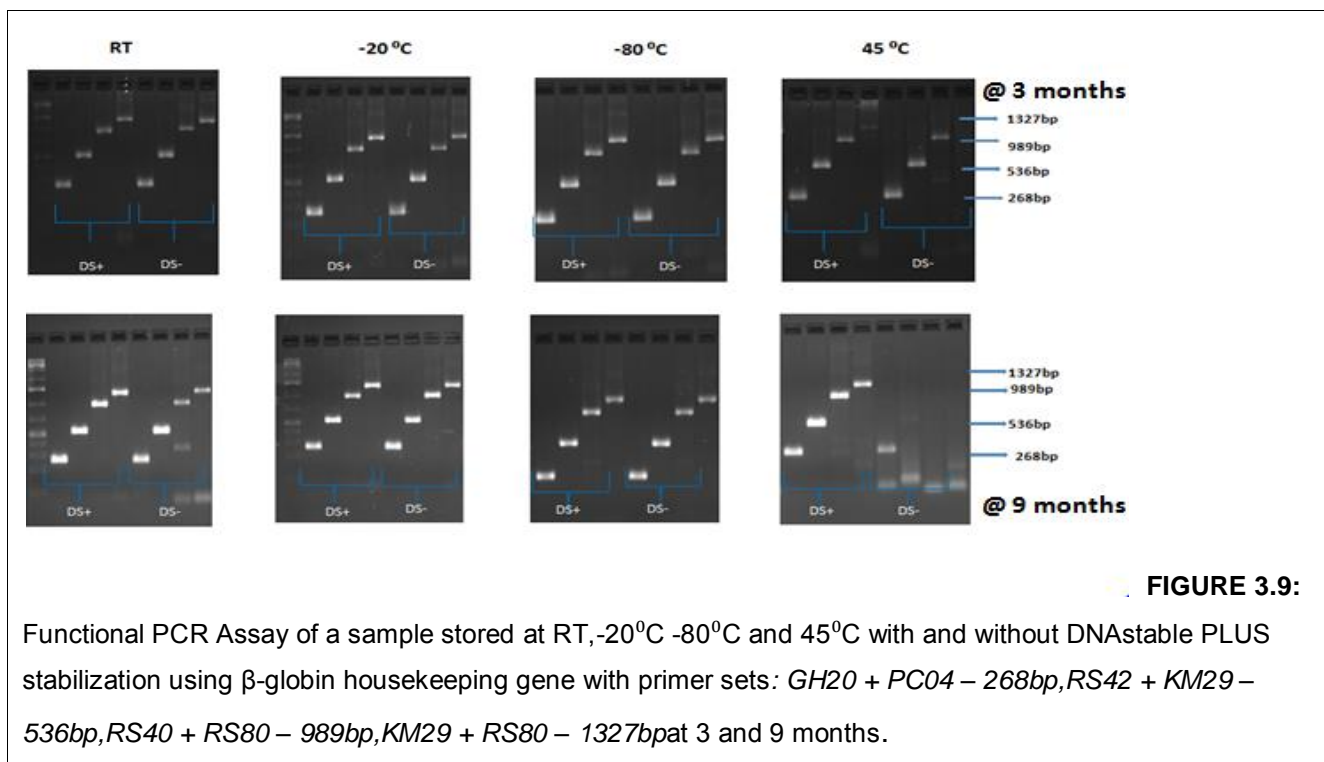 RT -20 ⁰C -80 ⁰C 45 ⁰C
@ 3 months
1327bp
989bp
536bp
268bp
DS+ DS- DS+ DS- DS+ DS- DS+ DS-
1327bp
989bp
536bp
268bp
DS+ DS- DS+ DS- DS+ DS- DS+ DS-
@ 9 months
FIGURE 3.9:
Functional PCR Assay of a sample stored at RT,-20⁰C -80⁰C and 45⁰C with and without DNAstable PLUS
stabilization using β-globin housekeeping gene with primer sets: GH20 + PC04 – 268bp,RS42 + KM29 –
536bp,RS40 + RS80 – 989bp,KM29 + RS80 – 1327bpat 3 and 9 months.